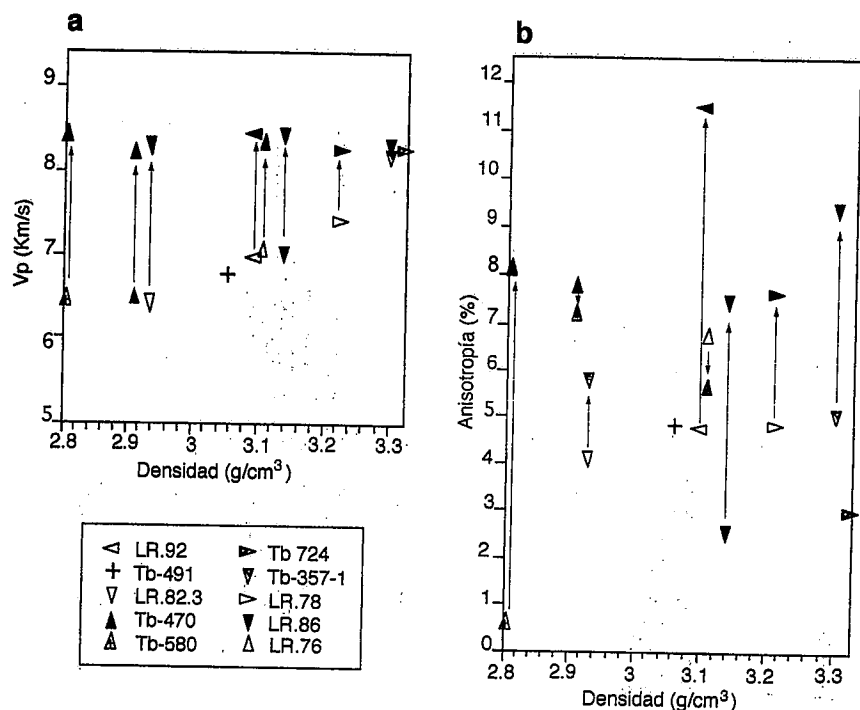 a
9
8
7
6
5
Vp (Km/s)
2.8 2.9 3 3.1 3.2 3.3
Densidad (g/cm³)
LR.92
Tb-491
LR.82.3
Tb-470
Tb-580
Tb 724
Tb-357-1
LR.78
LR.86
LR.76
b
12
11
10
9
8
7
6
5
4
3
2
1
0
Anisotropía (%)
2.8 2.9 3 3.1 3.2 3.3
Densidad (g/cm³)